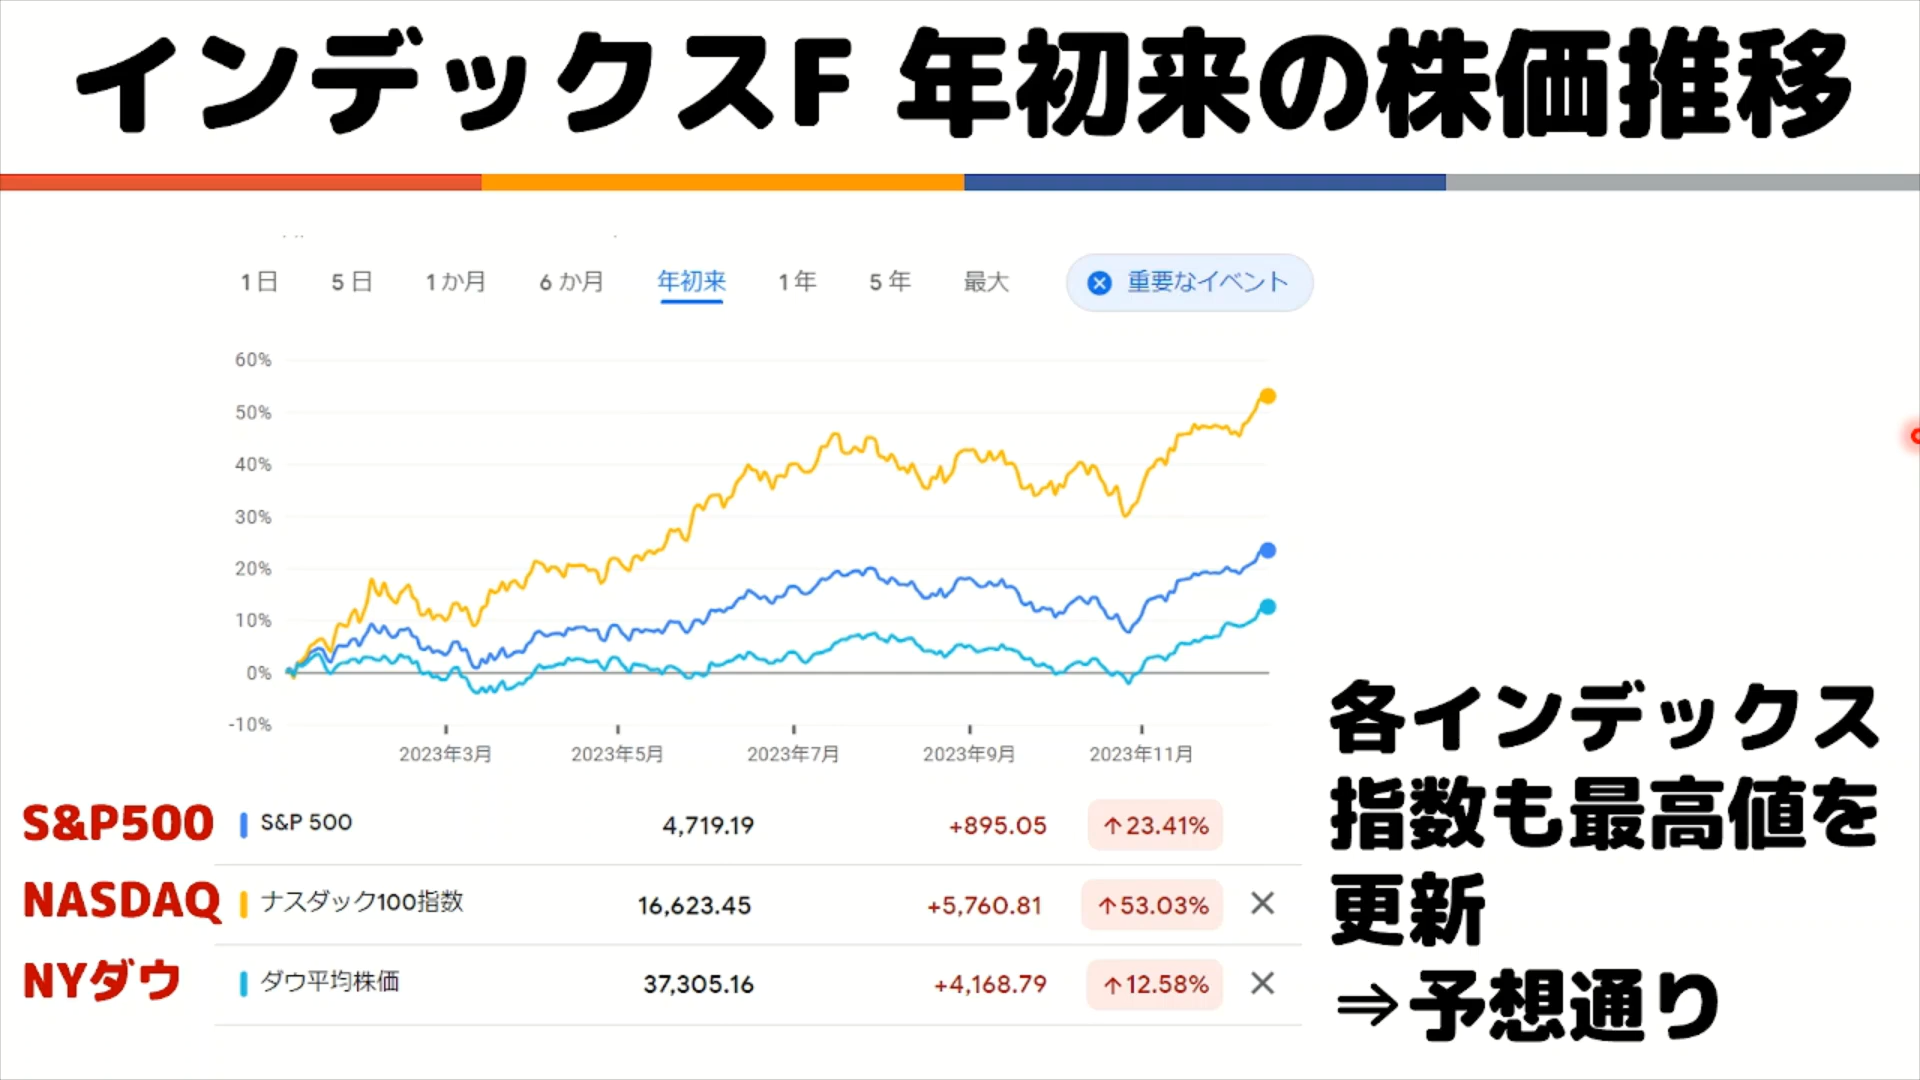 インデックスF 年初来の株価推移
1日 5日 1か月 6か月 年初来 1年 5年 最大 重要なイベント
60%
50%
40%
30%
20%
10%
0%
-10%
2023年3月 2023年5月 2023年7月 2023年9月 2023年11月
S&P500 S&P 500 4,719.19 +895.05 ↑23.41%
NASDAQ ナスダック100指数 16,623.45 +5,760.81 ↑53.03%
NYダウ ダウ平均株価 37,305.16 +4,168.79 ↑12.58%
各インデックス
指数も最高値を
更新
⇒予想通り